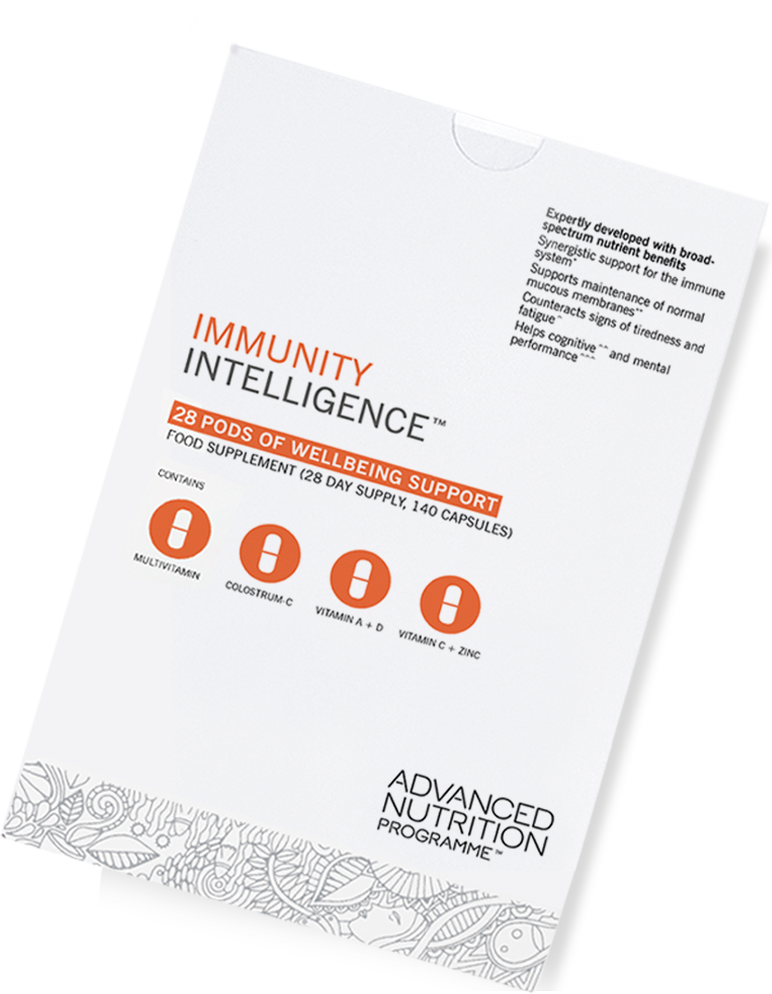 Expertly developed with broad-
spectrum nutrient benefits
Synergistic support for the immune
system*
Supports maintenance of normal
mucous membranes**
Counteracts signs of tiredness and
fatigue^
Helps cognitive ^^ and mental
performance^^^
IMMUNITY
INTELLIGENCE™
28 PODS OF WELLBEING SUPPORT
FOOD SUPPLEMENT (28 DAY SUPPLY, 140 CAPSULES)
CONTAINS
MULTIVITAMIN
COLOSTRUM-C
VITAMIN A + D
VITAMIN C + ZINC
ADVANCED
NUTRITION
PROGRAMME™